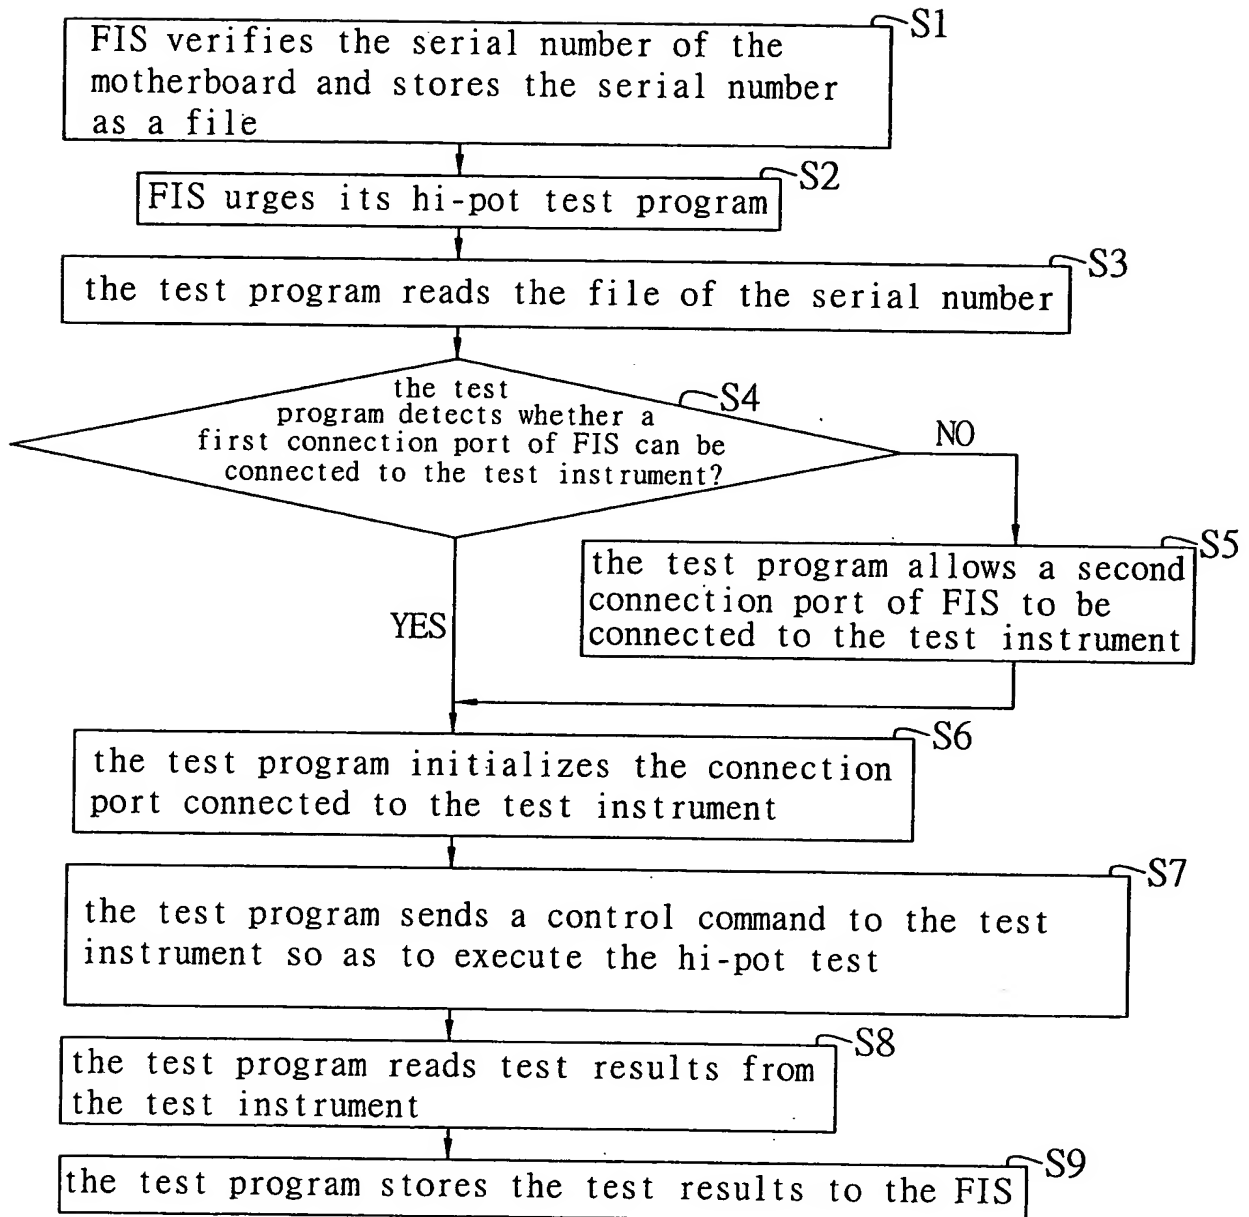 S1
FIS verifies the serial number of the
motherboard and stores the serial number
as a file
S2
FIS urges its hi-pot test program
S3
the test program reads the file of the serial number
S4
the test
program detects whether a
first connection port of FIS can be
connected to the test instrument?
NO
S5
the test program allows a second
connection port of FIS to be
connected to the test instrument
YES
S6
the test program initializes the connection
port connected to the test instrument
S7
the test program sends a control command to the test
instrument so as to execute the hi-pot test
S8
the test program reads test results from
the test instrument
S9
the test program stores the test results to the FIS